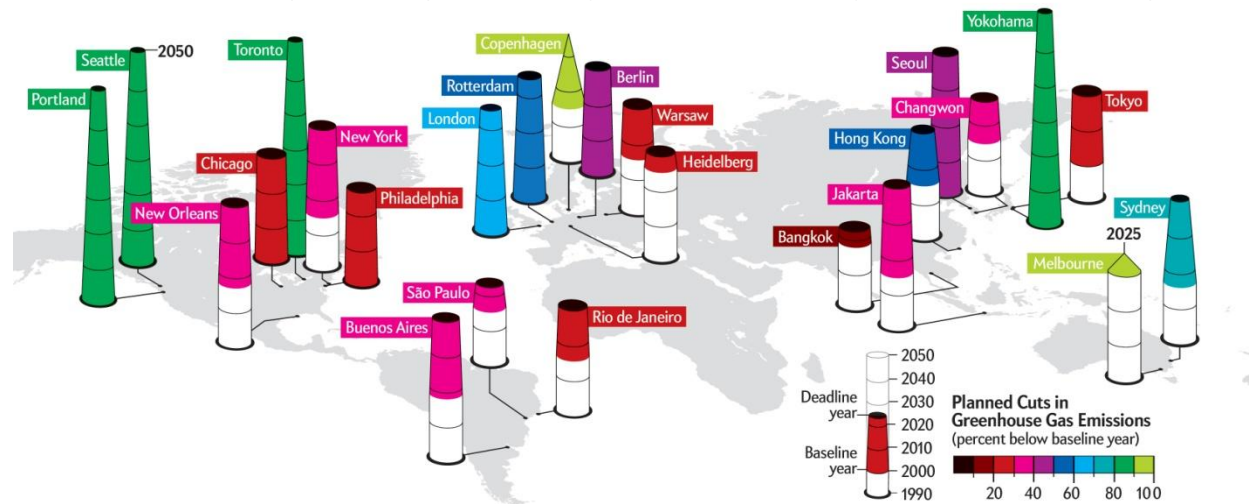 Yokohama
2050
Seattle
Toronto
Copenhagen
Seoul
Portland
Rotterdam
Berlin
Changwon
Tokyo
London
Warsaw
New York
Hong Kong
Chicago
Heidelberg
Philadelphia
Jakarta
New Orleans
Sydney
Bangkok
2025
Melbourne
São Paulo
Buenos Aires
Rio de Janeiro
2050
2040
2030
Deadline
year
2020
2010
Baseline
year
2000
1990
Planned Cuts in
Greenhouse Gas Emissions
(percent below baseline year)
20 40 60 80 100